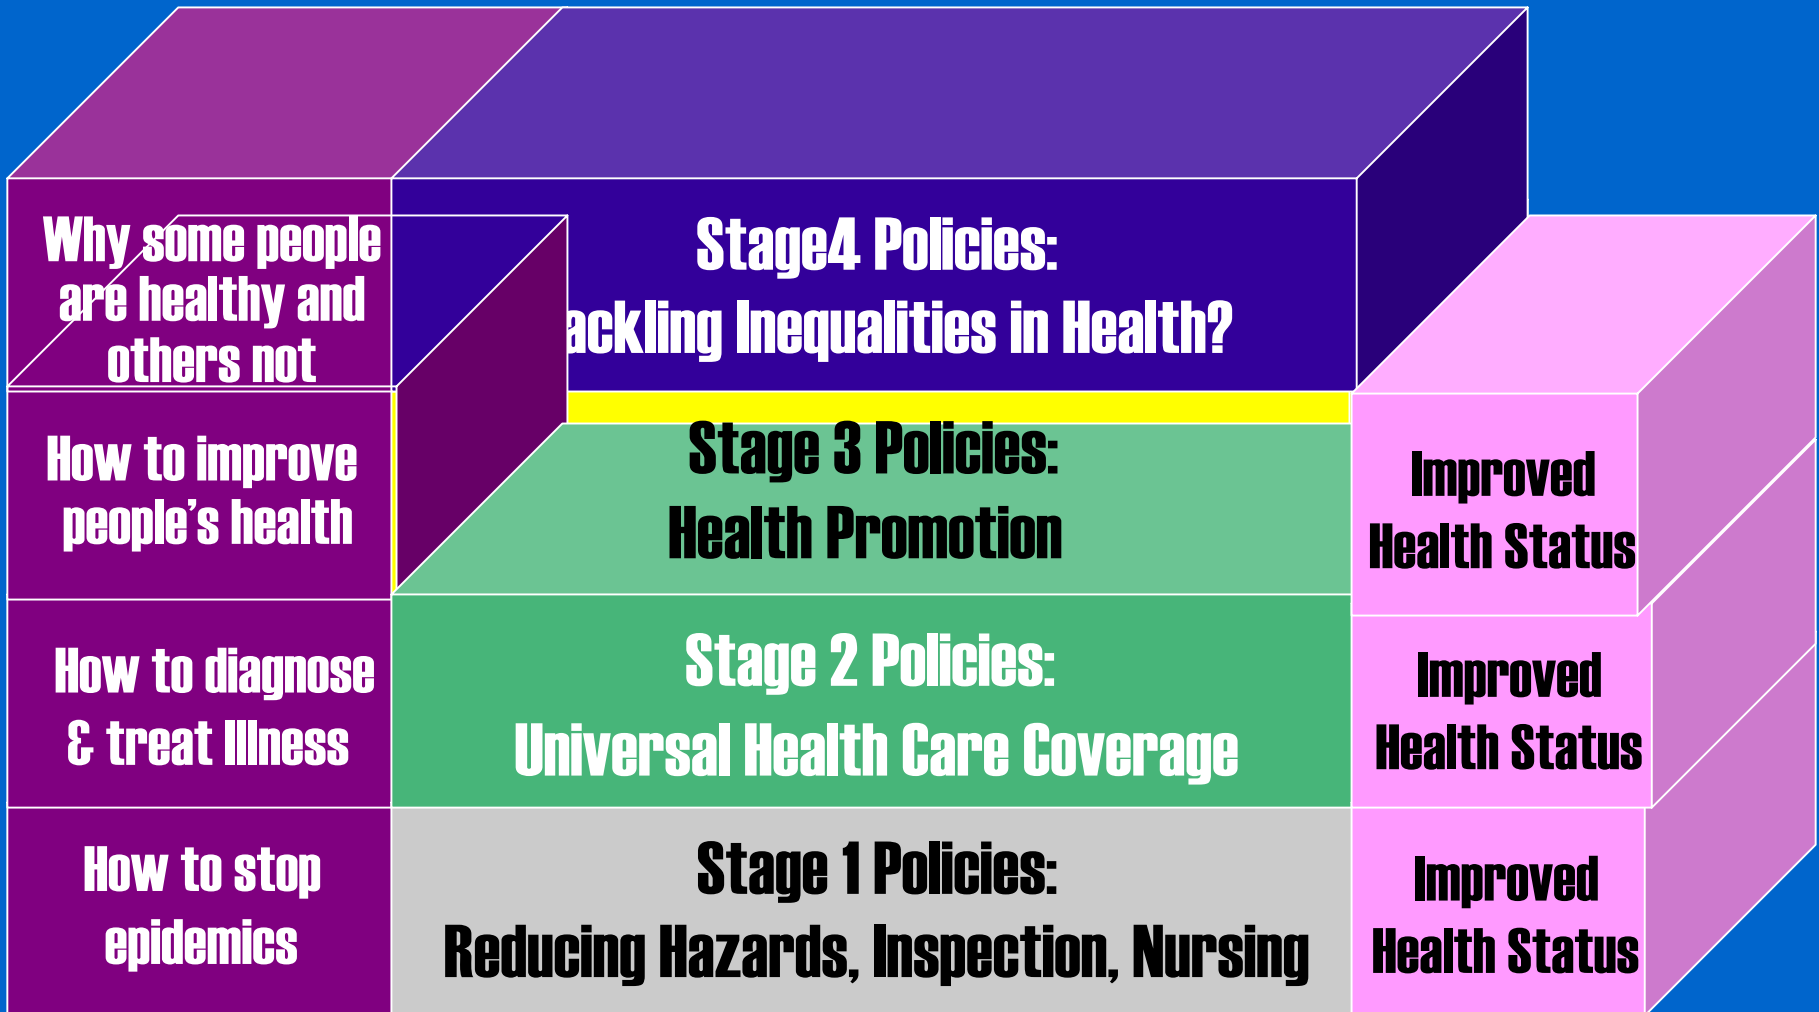 Why some people
are healthy and
others not
Stage4 Policies:
ackling Inequalities in Health?
How to improve
people’s health
Stage 3 Policies:
Health Promotion
Improved
Health Status
How to diagnose
& treat Illness
Stage 2 Policies:
Universal Health Care Coverage
Improved
Health Status
How to stop
epidemics
Stage 1 Policies:
Reducing Hazards, Inspection, Nursing
Improved
Health Status